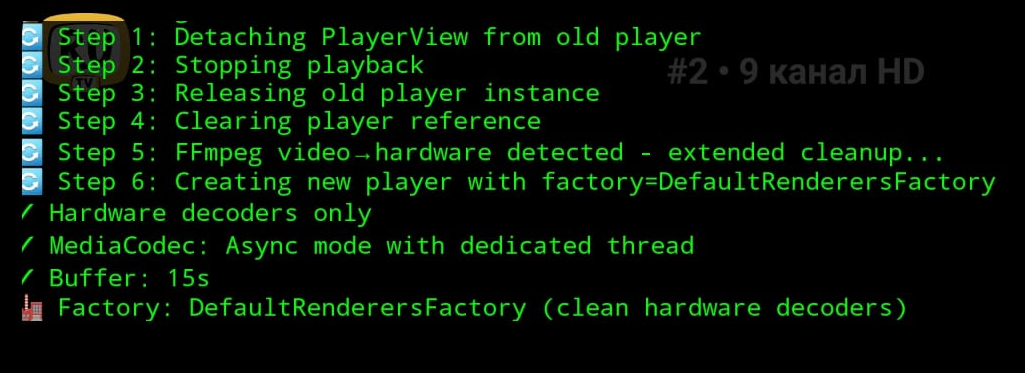 Step 1: Detaching PlayerView from old player
Step 2: Stopping playback
#2 • 9 канал HD
Step 3: Releasing old player instance
Step 4: Clearing player reference
Step 5: FFmpeg video→hardware detected - extended cleanup...
Step 6: Creating new player with factory=DefaultRenderersFactory
✓ Hardware decoders only
✓ MediaCodec: Async mode with dedicated thread
✓ Buffer: 15s
Factory: DefaultRenderersFactory (clean hardware decoders)